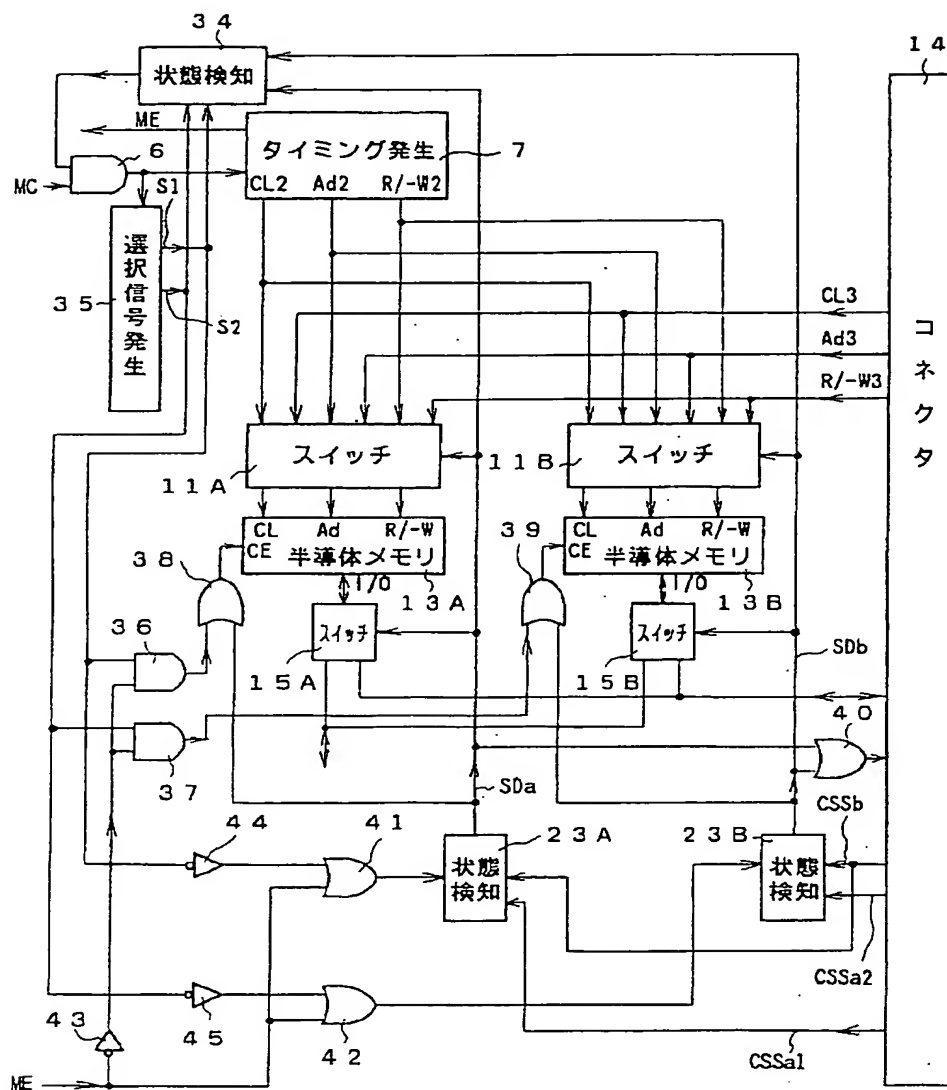 34
14
状態検知
ME
6
タイミング発生
7
MC
S1
CL2 Ad2 R/-W2
選択信号発生
35
S2
CL3
Ad3
R/-W3
コネクタ
スイッチ
11A
スイッチ
11B
CL Ad R/-W
CE
半導体メモリ
38
I/O
13A
CL Ad R/-W
CE
半導体メモリ
39
I/O
13B
スイッチ
15A
スイッチ
15B
36
37
SDb
40
SDa
CSSb
44
41
23A
状態検知
23B
状態検知
CSSa2
43
45
42
CSSa1
ME